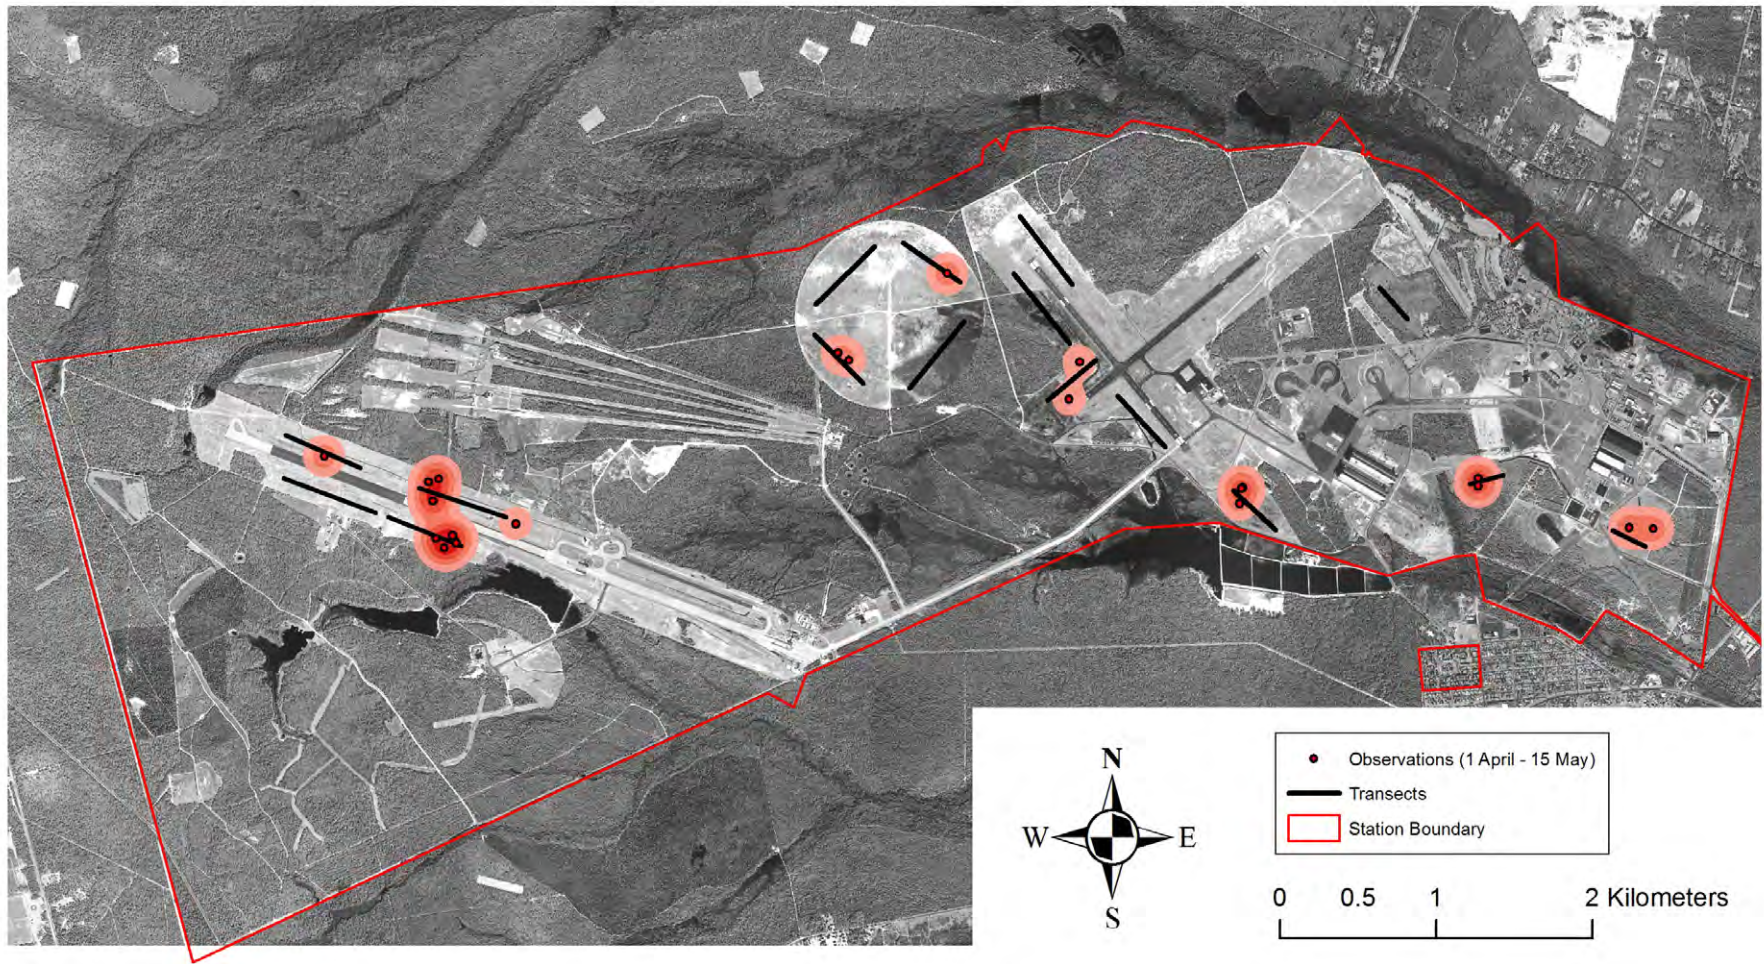 N
W E
S
Observations (1 April - 15 May)
Transects
Station Boundary
0 0.5 1 2 Kilometers